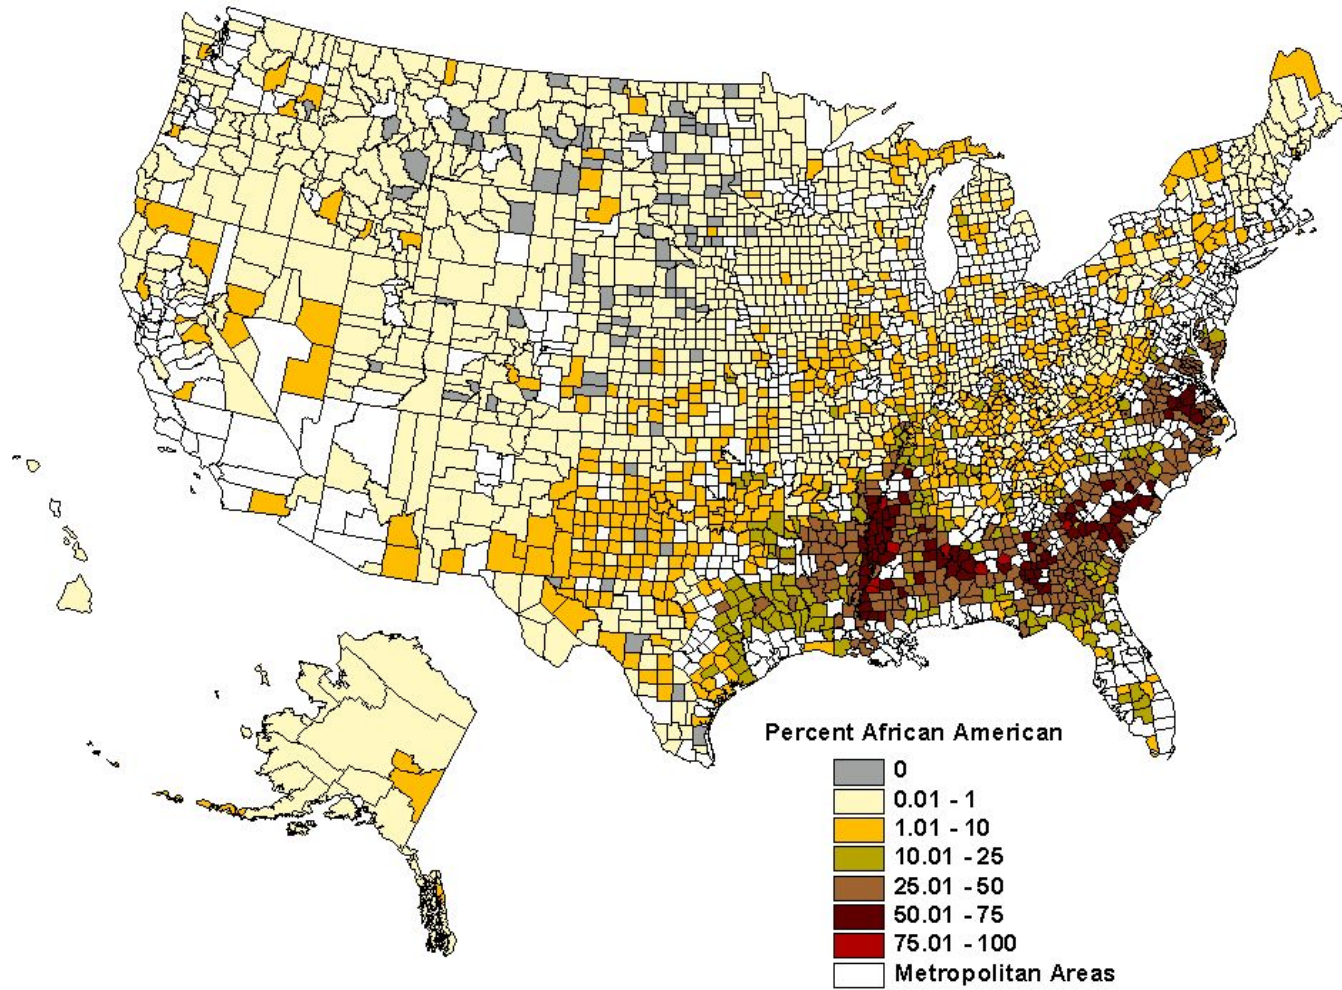 Percent African American
0
0.01 - 1
1.01 - 10
10.01 - 25
25.01 - 50
50.01 - 75
75.01 - 100
Metropolitan Areas